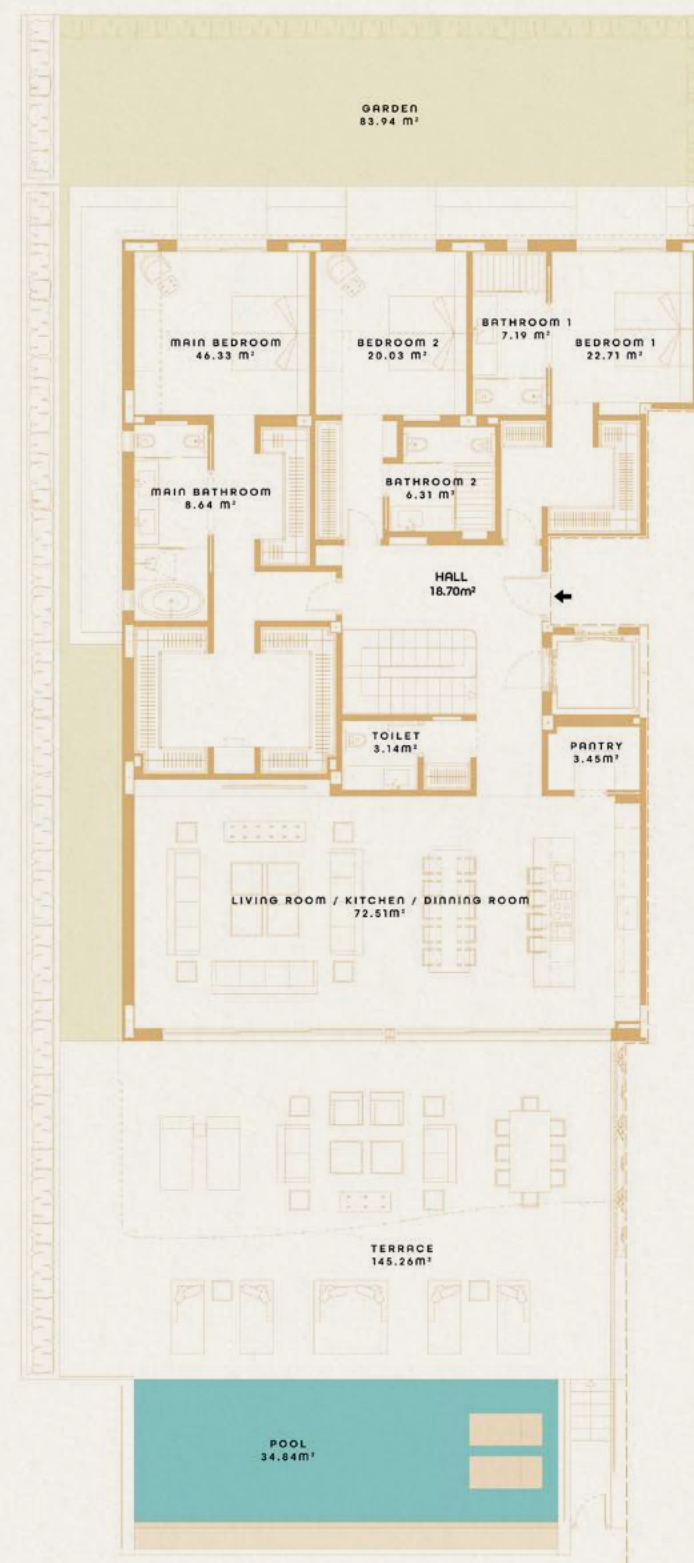 GARDEN
83.94 m²
MAIN BEDROOM
46.33 m²
BEDROOM 2
20.03 m²
BATHROOM 1
7.19 m²
BEDROOM 1
22.71 m²
MAIN BATHROOM
8.64 m²
BATHROOM 2
6.31 m²
HALL
18.70m²
TOILET
3.14m²
PANTRY
3.45m²
LIVING ROOM / KITCHEN / DINNING ROOM
72.51m²
TERRACE
145.26m²
POOL
34.84m²